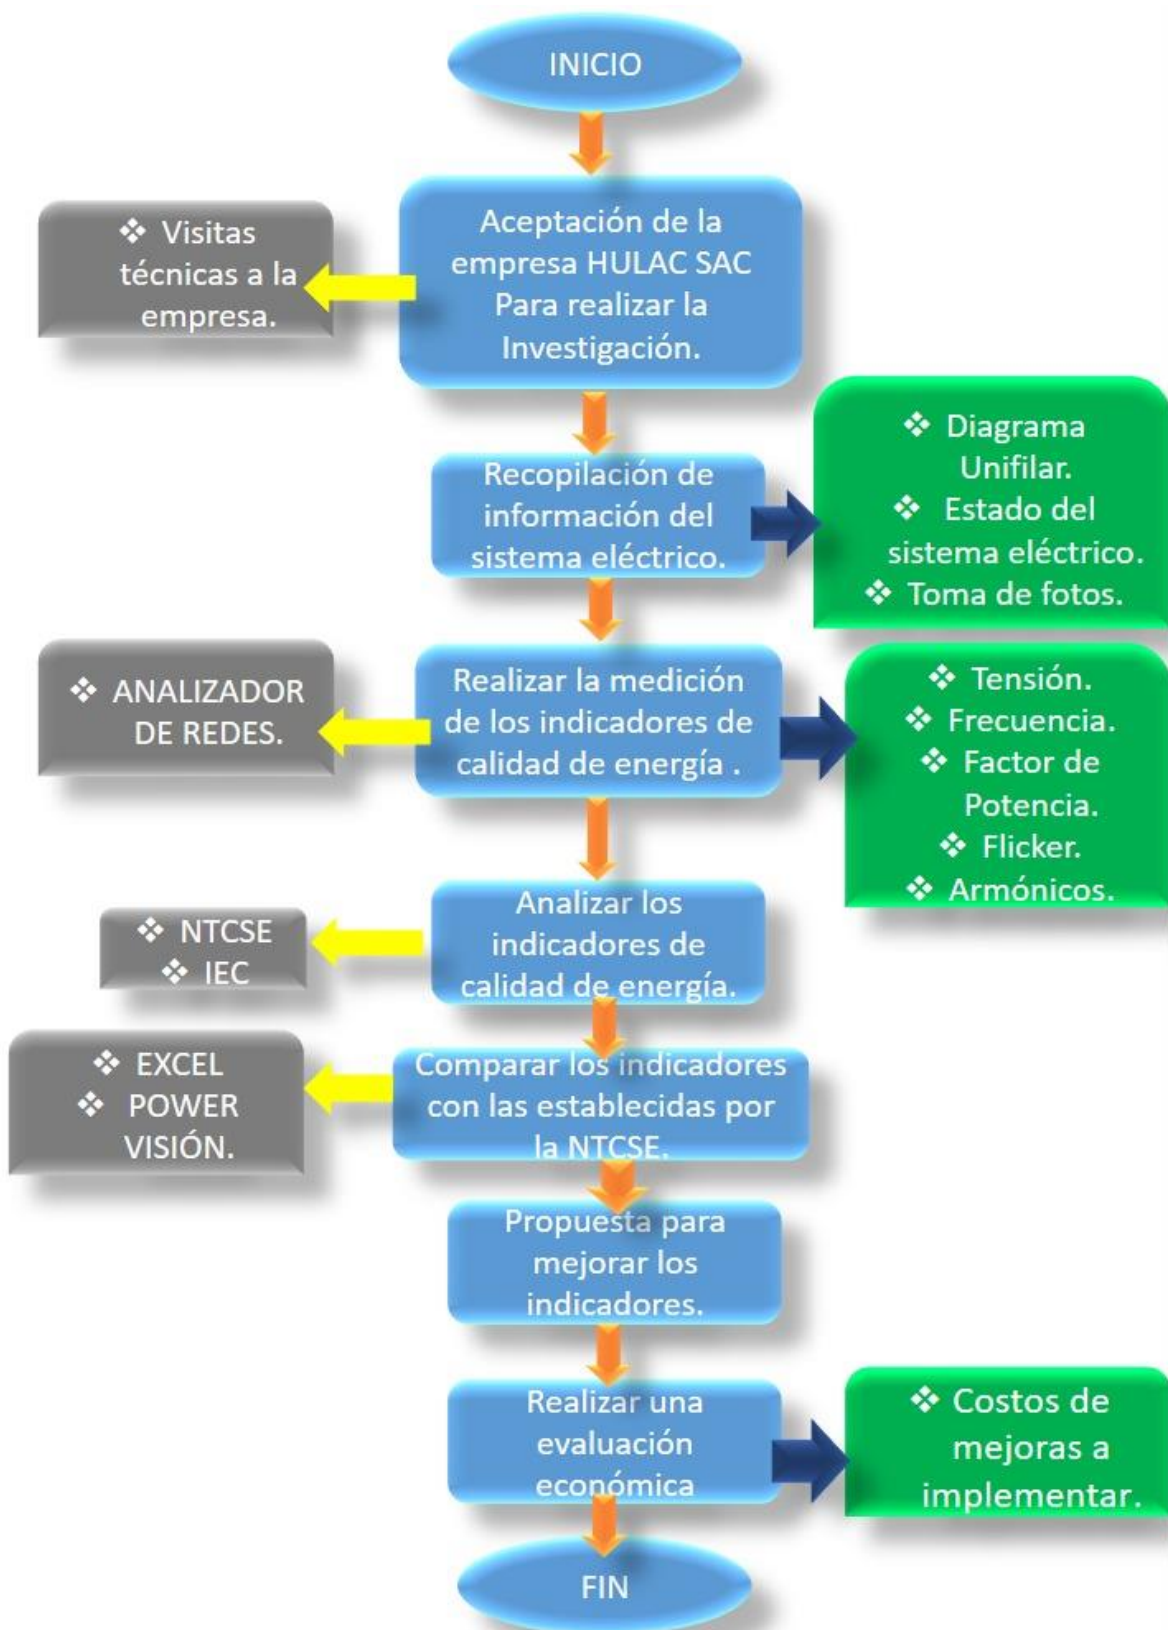 INICIO
Aceptación de la
empresa HULAC SAC
Para realizar la
Investigación.
❖ Visitas
técnicas a la
empresa.
Recopilación de
información del
sistema eléctrico.
❖ Diagrama
Unifilar.
❖ Estado del
sistema eléctrico.
❖ Toma de fotos.
Realizar la medición
de los indicadores de
calidad de energía .
❖ ANALIZADOR
DE REDES.
❖ Tensión.
❖ Frecuencia.
❖ Factor de
Potencia.
❖ Flicker.
❖ Armónicos.
Analizar los
indicadores de
calidad de energía.
❖ NTCSE
❖ IEC
Comparar los indicadores
con las establecidas por
la NTCSE.
❖ EXCEL
❖ POWER
VISIÓN.
Propuesta para
mejorar los
indicadores.
Realizar una
evaluación
económica
❖ Costos de
mejoras a
implementar.
FIN